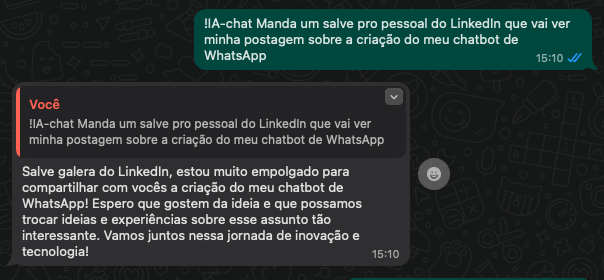 !IA-chat Manda um salve pro pessoal do LinkedIn que vai ver
minha postagem sobre a criação do meu chatbot de
WhatsApp
15:10
Você
!IA-chat Manda um salve pro pessoal do LinkedIn que vai ver
minha postagem sobre a criação do meu chatbot de WhatsApp
Salve galera do LinkedIn, estou muito empolgado para
compartilhar com vocês a criação do meu chatbot de
WhatsApp! Espero que gostem da ideia e que possamos
trocar ideias e experiências sobre esse assunto tão
interessante. Vamos juntos nessa jornada de inovação e
tecnologia!
15:10